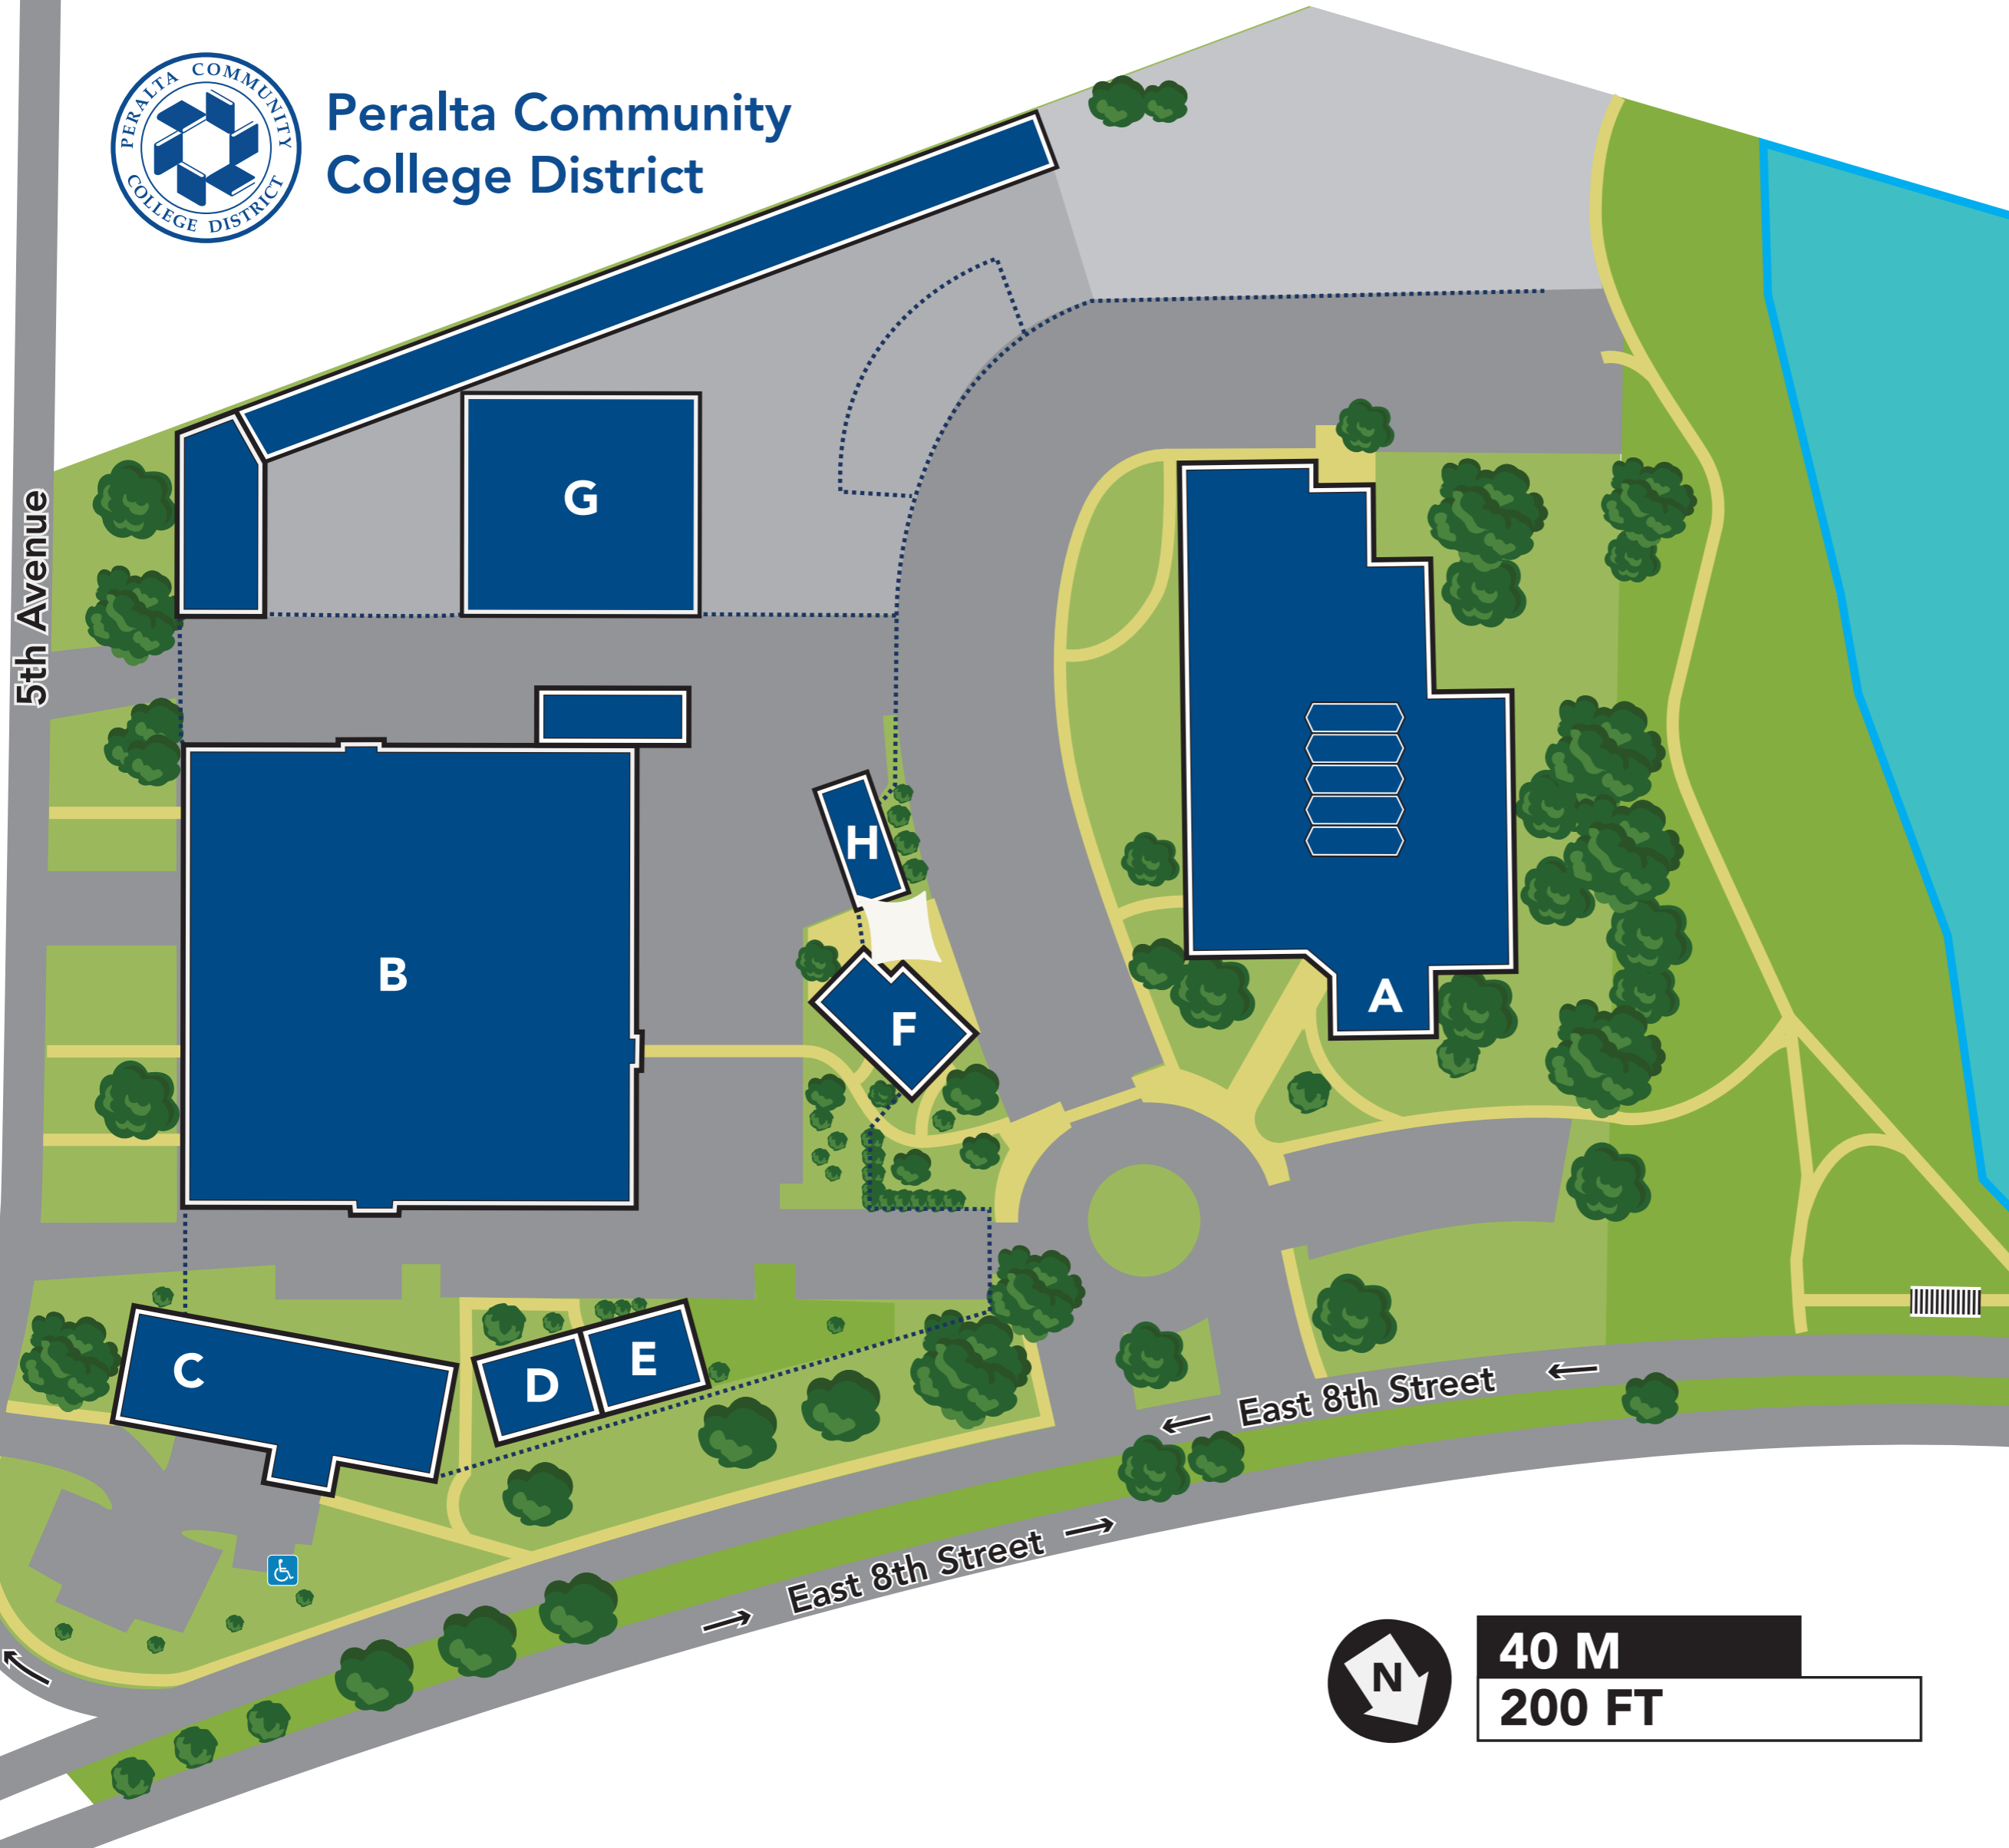 PERALTA COMMUNITY
COLLEGE DISTRICT
Peralta Community
College District
5th Avenue
G
H
B
F
A
C
D
E
East 8th Street
East 8th Street
N
40 M
200 FT